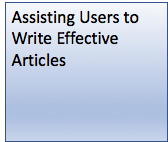 Assisting Users to
Write Effective
Articles